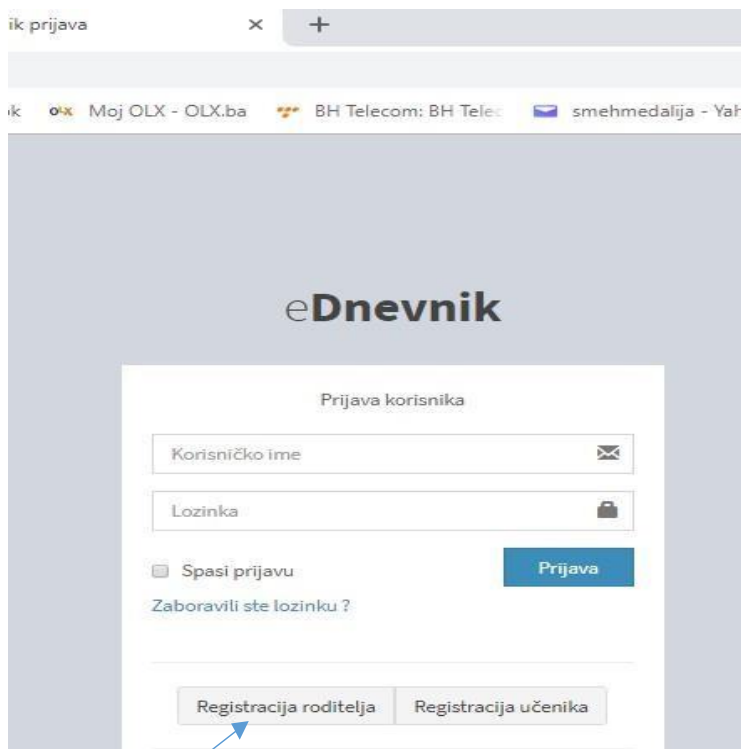 ik prijava
ok Moj OLX - OLX.ba BH Telecom: BH Telec smehmedalija - Yah
eDnevnik
Prijava korisnika
Korisničko ime
Lozinka
Spasi prijavu Prijava
Zaboravili ste lozinku ?
Registracija roditelja Registracija učenika